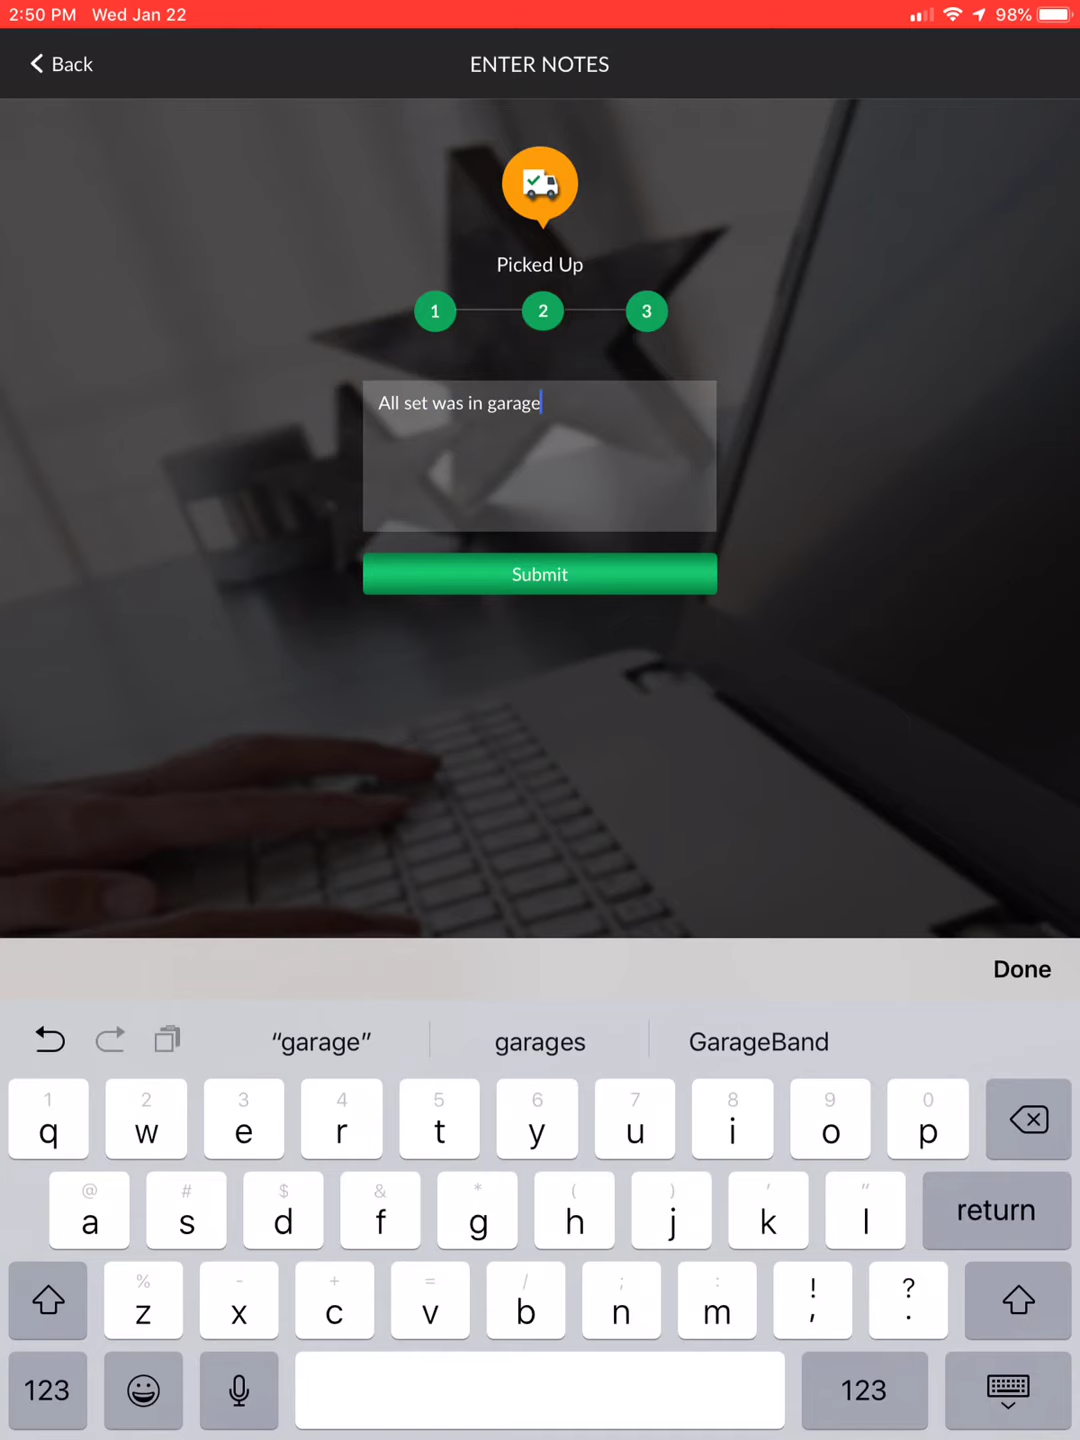 2:50 PM Wed Jan 22 98%
Back ENTER NOTES
Picked Up
1 2 3
All set was in garage
Submit
Done
“garage” garages GarageBand
1 2 3 4 5 6 7 8 9 0
q w e r t y u i o p
@ # $ & * ( ) ' "
a s d f g h j k l return
% - + = / ; : ! ?
z x c v b n m , .
123 123